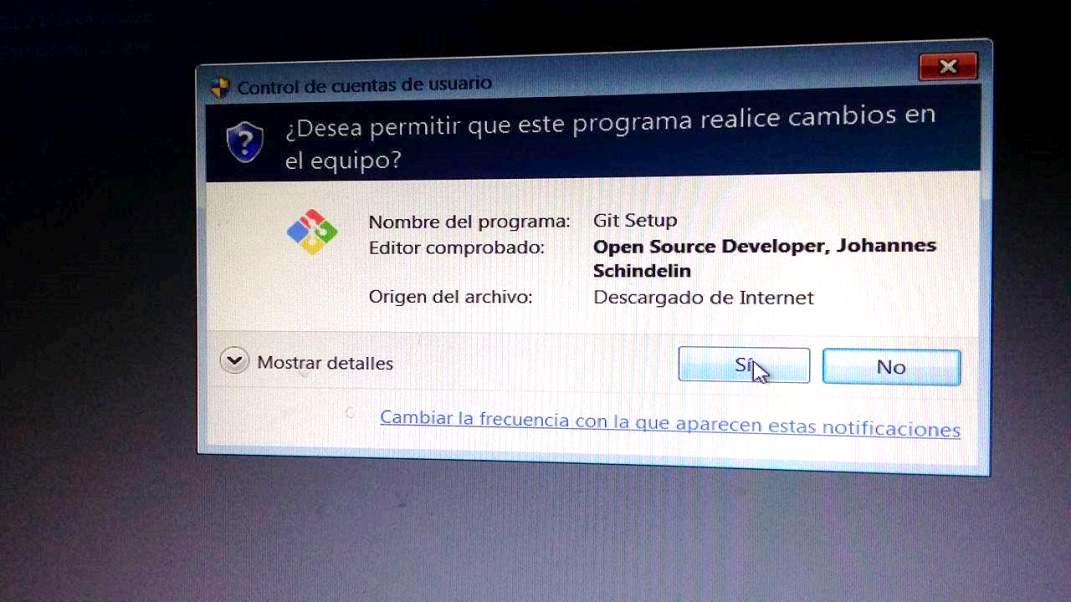 Control de cuentas de usuario
¿Desea permitir que este programa realice cambios en
el equipo?
Nombre del programa: Git Setup
Editor comprobado: Open Source Developer, Johannes
Schindelin
Origen del archivo: Descargado de Internet
Mostrar detalles
Sí
No
Cambiar la frecuencia con la que aparecen estas notificaciones